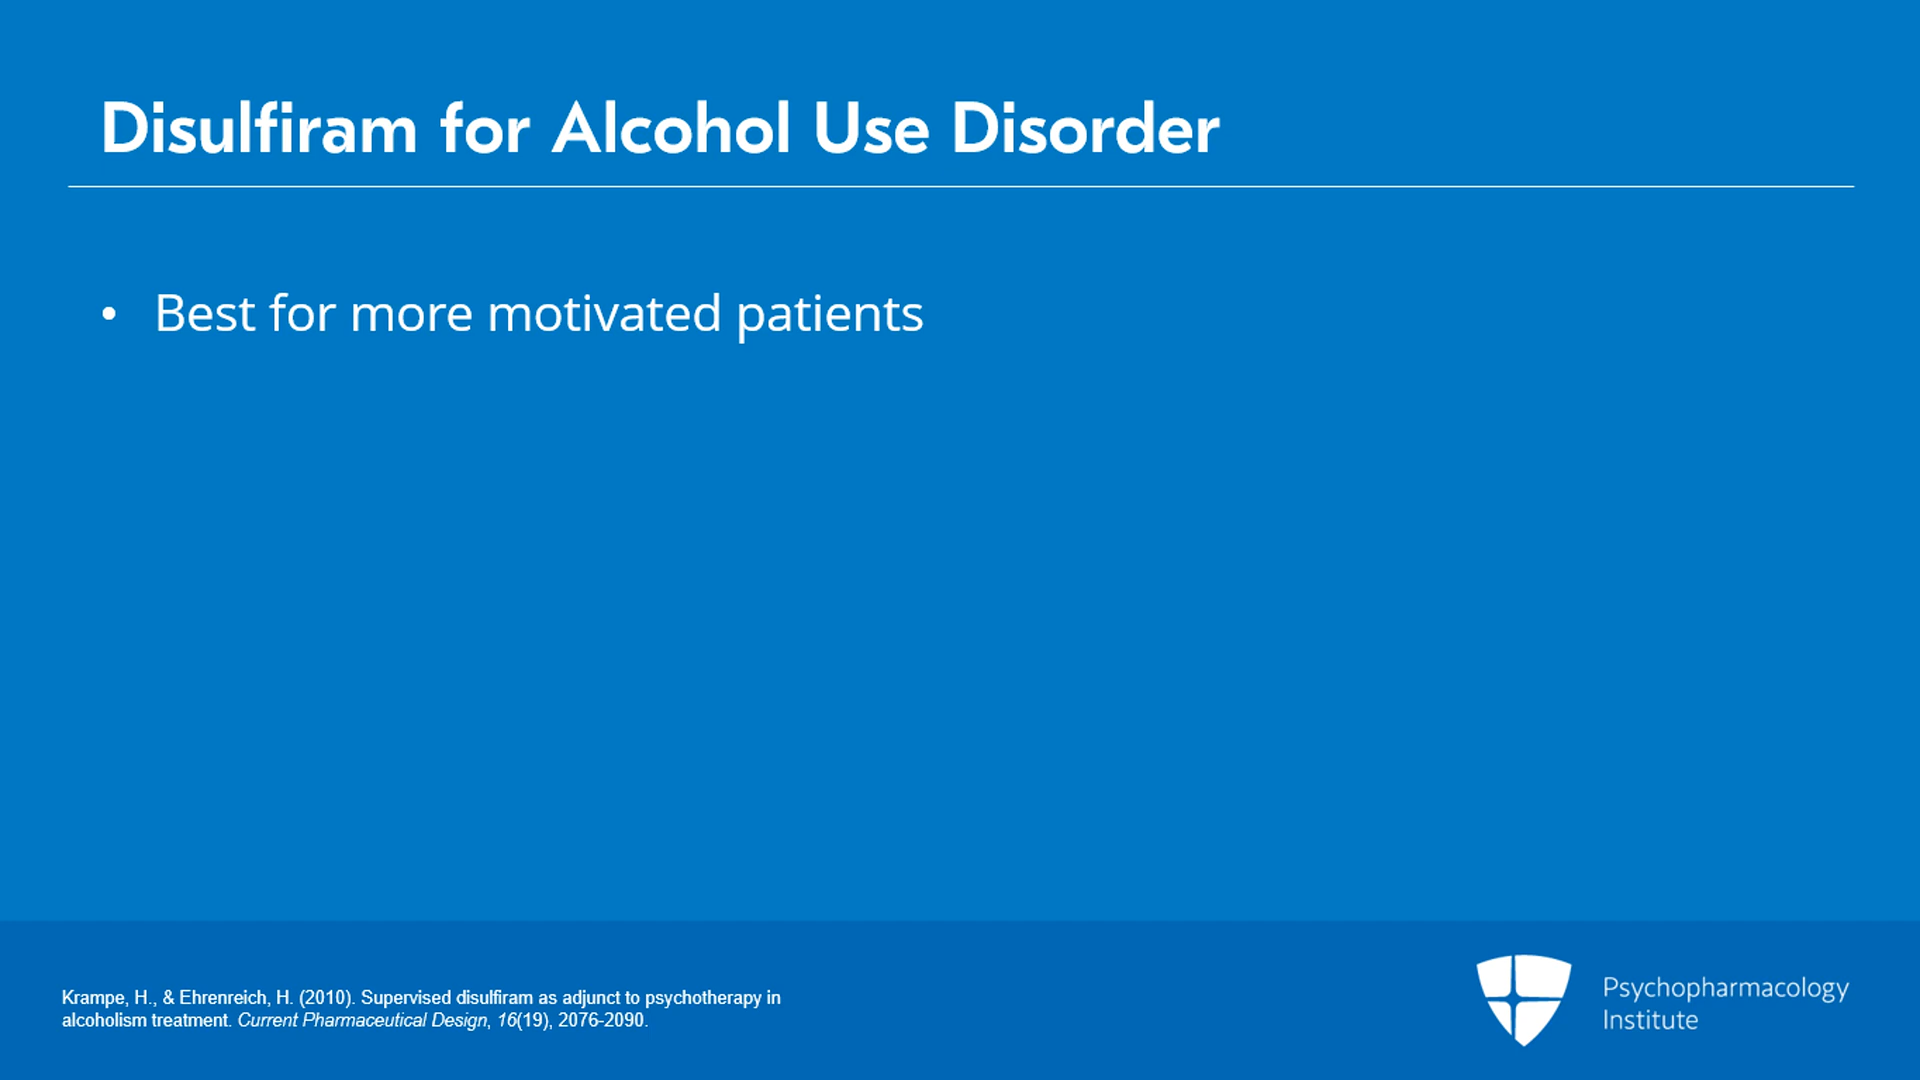 Disulfiram for Alcohol Use Disorder
• Best for more motivated patients
Krampe, H., & Ehrenreich, H. (2010). Supervised disulfiram as adjunct to psychotherapy in
alcoholism treatment. Current Pharmaceutical Design, 16(19), 2076-2090.
Psychopharmacology
Institute